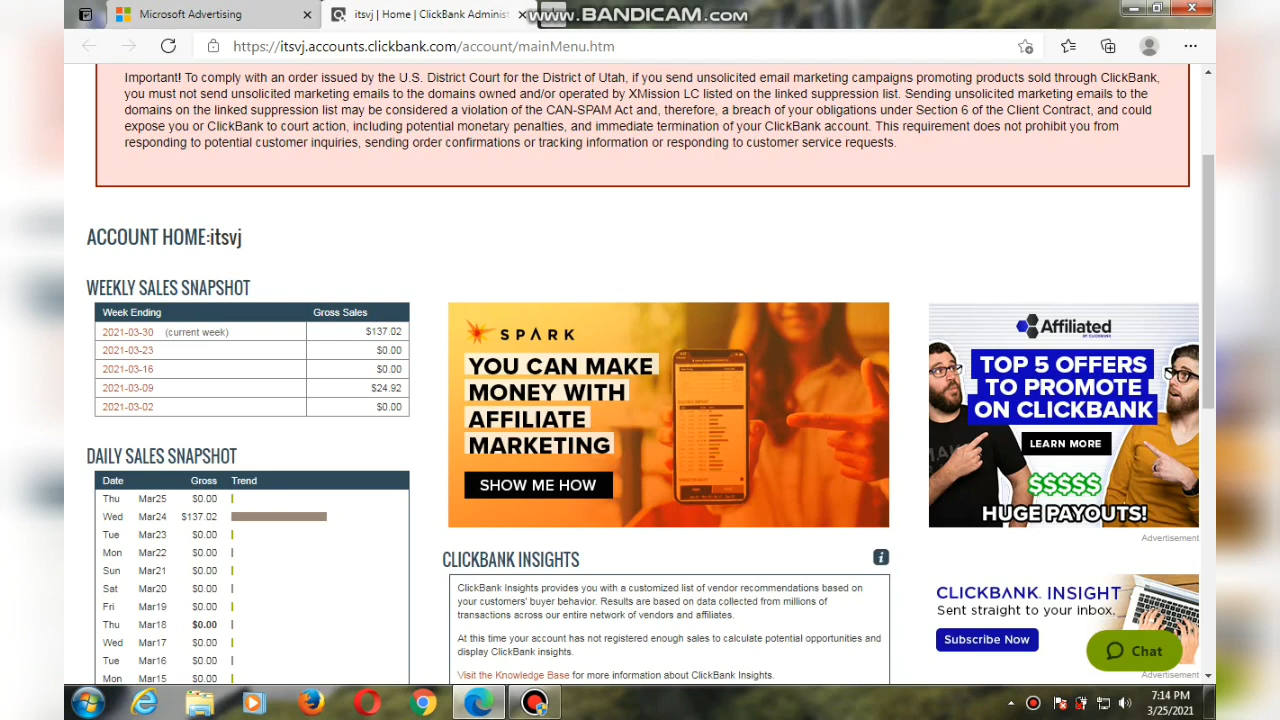 Microsoft Advertising
itsvj | Home | ClickBank Administ
www.BANDICAM.com
https://itsvj.accounts.clickbank.com/account/mainMenu.htm
Important! To comply with an order issued by the U.S. District Court for the District of Utah, if you send unsolicited email marketing campaigns promoting products sold through ClickBank,
you must not send unsolicited marketing emails to the domains owned and/or operated by XMission LC listed on the linked suppression list. Sending unsolicited marketing emails to the
domains on the linked suppression list may be considered a violation of the CAN-SPAM Act and, therefore, a breach of your obligations under Section 6 of the Client Contract, and could
expose you or ClickBank to court action, including potential monetary penalties, and immediate termination of your ClickBank account. This requirement does not prohibit you from
responding to potential customer inquiries, sending order confirmations or tracking information or responding to customer service requests.
ACCOUNT HOME:itsvj
WEEKLY SALES SNAPSHOT
Week Ending Gross Sales
2021-03-30 (current week) $137.02
2021-03-23 $0.00
2021-03-16 $0.00
2021-03-09 $24.92
2021-03-02 $0.00
DAILY SALES SNAPSHOT
Date Gross Trend
Thu Mar25 $0.00
Wed Mar24 $137.02
Tue Mar23 $0.00
Mon Mar22 $0.00
Sun Mar21 $0.00
Sat Mar20 $0.00
Fri Mar19 $0.00
Thu Mar18 $0.00
Wed Mar17 $0.00
Tue Mar16 $0.00
Mon Mar15 $0.00
SPARK
YOU CAN MAKE
MONEY WITH
AFFILIATE
MARKETING
SHOW ME HOW
CLICKBANK INSIGHTS
i
ClickBank Insights provides you with a customized list of vendor recommendations based on
your customers' buyer behavior. Results are based on data collected from millions of
transactions across our entire network of vendors and affiliates.
At this time your account has not registered enough sales to calculate potential opportunities and
display ClickBank insights.
Visit the Knowledge Base for more information about ClickBank Insights.
Affiliated
BY CLICKBANK
TOP 5 OFFERS
TO PROMOTE
ON CLICKBANK
LEARN MORE
$$$$$
HUGE PAYOUTS!
Advertisement
CLICKBANK INSIGHT
Sent straight to your inbox.
Subscribe Now
Chat
Advertisement
7:14 PM
3/25/2021